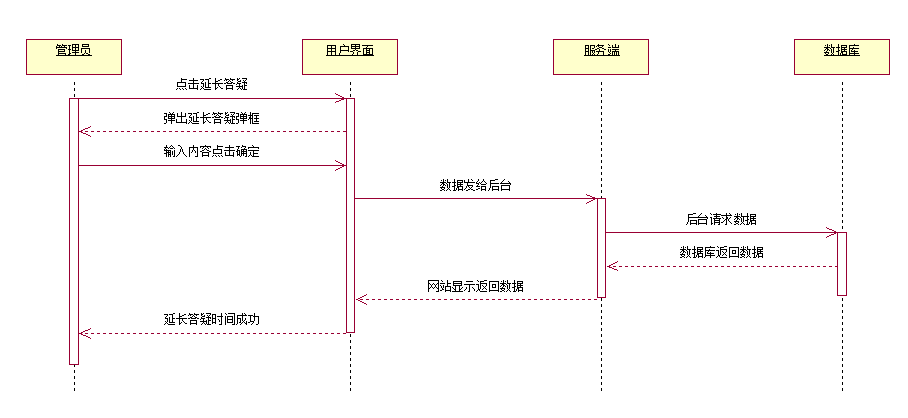 管理员
用户界面
服务端
数据库
点击延长答疑
弹出延长答疑弹框
输入内容点击确定
数据发给后台
后台请求数据
数据库返回数据
网站显示返回数据
延长答疑时间成功